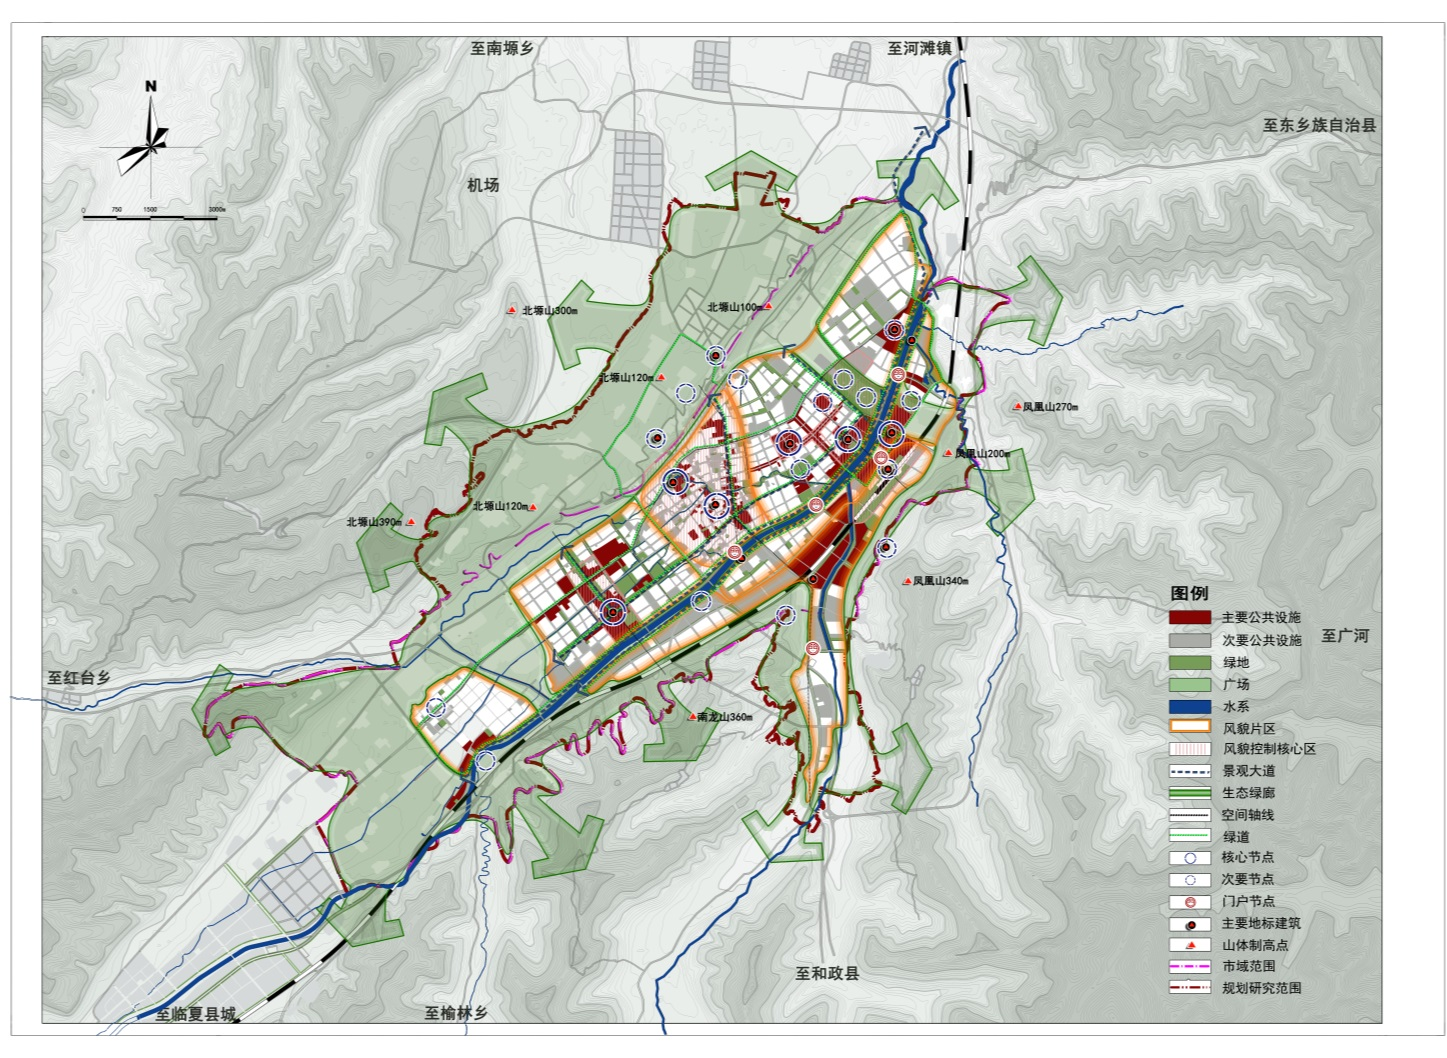 至南塬乡
至河滩镇
N
至东乡族自治县
机场
0 750 1500 3000m
北塬山300m
北塬山100m
北塬山120m
凤凰山270m
凤凰山200m
北塬山120m
北塬山390m
凤凰山340m
图例
主要公共设施
次要公共设施
至广河
绿地
至红台乡
广场
水系
南龙山360m
风貌片区
风貌控制核心区
景观大道
生态绿廊
空间轴线
绿道
核心节点
次要节点
门户节点
主要地标建筑
山体制高点
市域范围
至和政县
规划研究范围
至临夏县城
至榆林乡